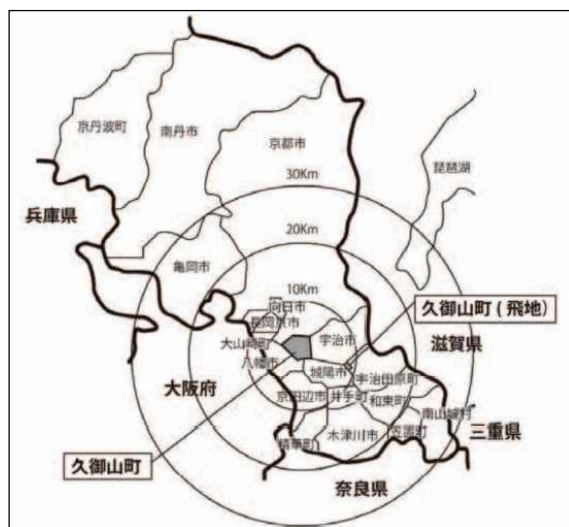 京丹波町
南丹市
京都市
琵琶湖
30Km
兵庫県
20Km
亀岡市
10Km
向日市
長岡京市
久御山町 ( 飛地 )
大山崎町
宇治市
滋賀県
八幡市
城陽市
宇治田原町
大阪府
京田辺市
井手町
和束町
南山城村
木津川市
笠置町
三重県
精華町
久御山町
奈良県